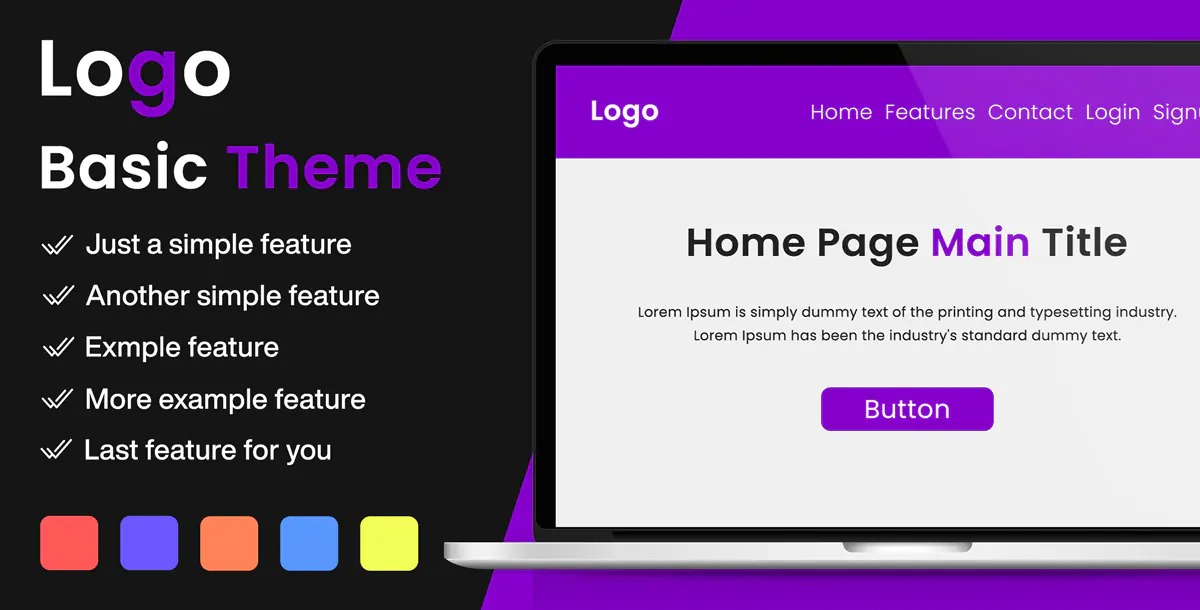 Logo
Basic Theme
Just a simple feature
Another simple feature
Exmple feature
More example feature
Last feature for you
Logo
Home Features Contact Login Signu
Home Page Main Title
Lorem Ipsum is simply dummy text of the printing and typesetting industry.
Lorem Ipsum has been the industry's standard dummy text.
Button